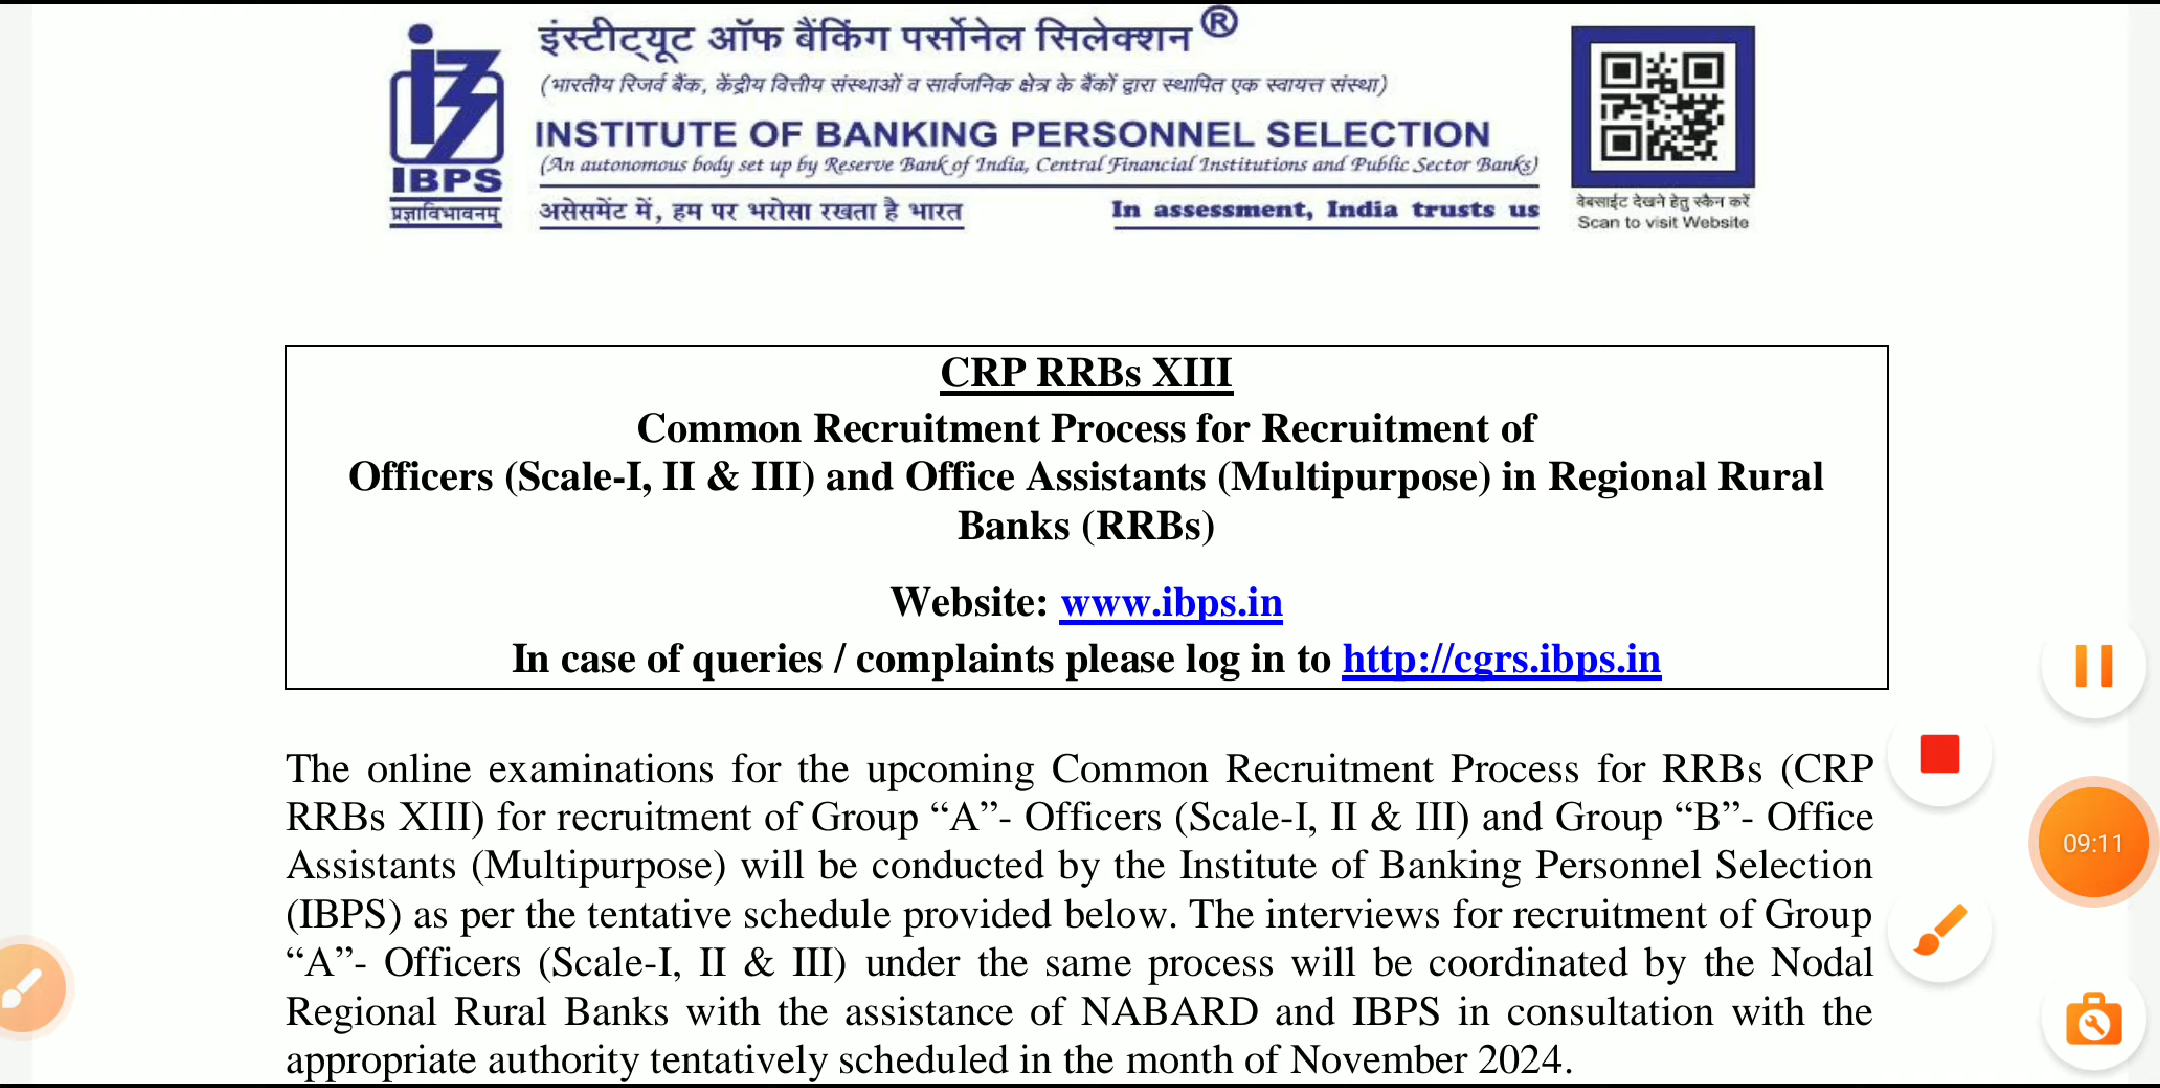 इंस्टीट्यूट ऑफ बैंकिंग पर्सोनेल सिलेक्शन ®
(भारतीय रिजर्व बैंक, केंद्रीय वित्तीय संस्थाओं व सार्वजनिक क्षेत्र के बैंकों द्वारा स्थापित एक स्वायत्त संस्था)
INSTITUTE OF BANKING PERSONNEL SELECTION
(An autonomous body set up by Reserve Bank of India, Central Financial Institutions and Public Sector Banks)
IBPS
प्रज्ञाविभावनम्
असेसमेंट में, हम पर भरोसा रखता है भारत In assessment, India trusts us
वेबसाईट देखने हेतु स्कैन करें
Scan to visit Website
CRP RRBs XIII
Common Recruitment Process for Recruitment of
Officers (Scale-I, II & III) and Office Assistants (Multipurpose) in Regional Rural
Banks (RRBs)
Website: www.ibps.in
In case of queries / complaints please log in to http://cgrs.ibps.in
The online examinations for the upcoming Common Recruitment Process for RRBs (CRP
RRBs XIII) for recruitment of Group “A”- Officers (Scale-I, II & III) and Group “B”- Office
Assistants (Multipurpose) will be conducted by the Institute of Banking Personnel Selection
(IBPS) as per the tentative schedule provided below. The interviews for recruitment of Group
“A”- Officers (Scale-I, II & III) under the same process will be coordinated by the Nodal
Regional Rural Banks with the assistance of NABARD and IBPS in consultation with the
appropriate authority tentatively scheduled in the month of November 2024.
09:11